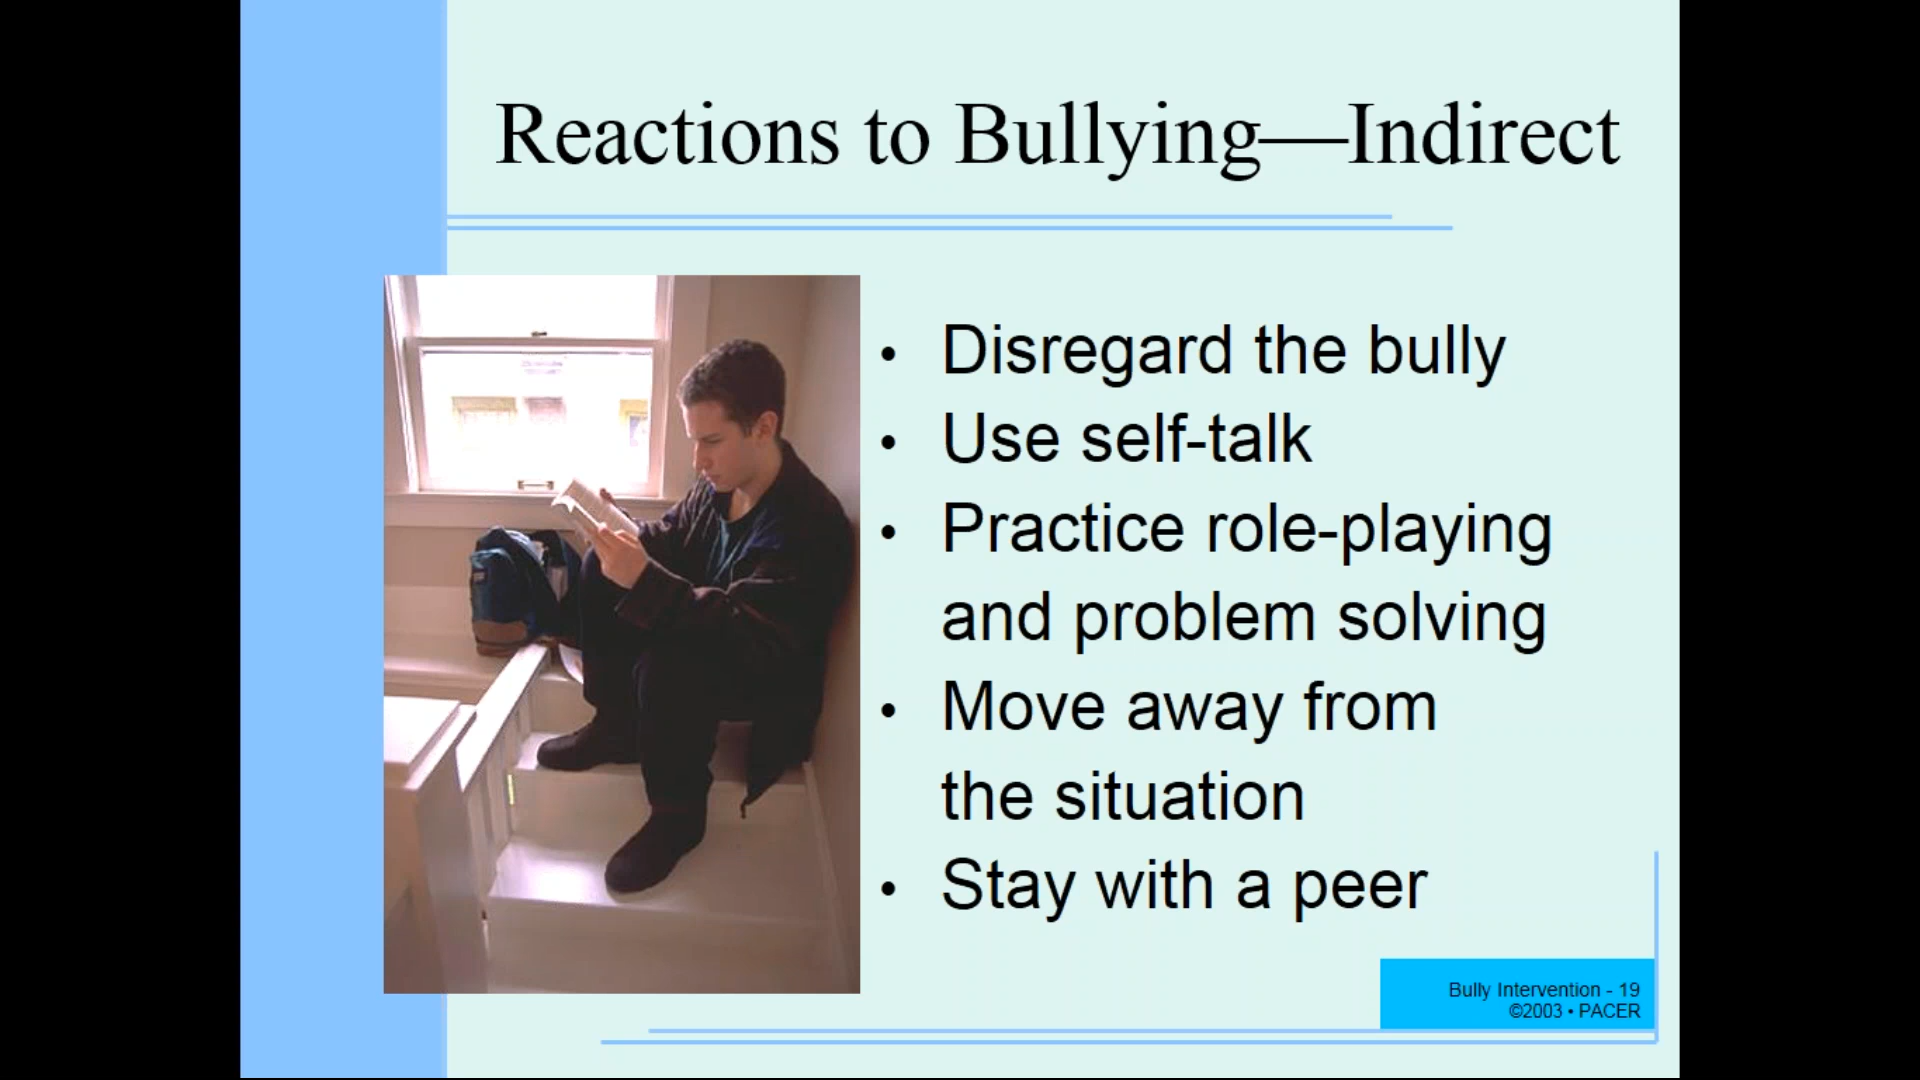 Reactions to Bullying—Indirect
• Disregard the bully
• Use self-talk
• Practice role-playing
and problem solving
• Move away from
the situation
• Stay with a peer
Bully Intervention - 19
©2003 • PACER